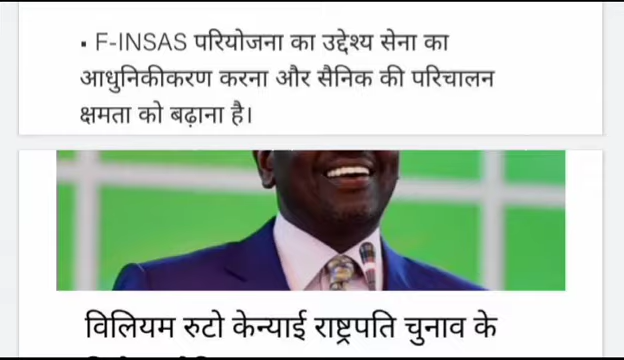 ▪ F-INSAS परियोजना का उद्देश्य सेना का
आधुनिकीकरण करना और सैनिक की परिचालन
क्षमता को बढ़ाना है।
विलियम रुटो केन्याई राष्ट्रपति चुनाव के